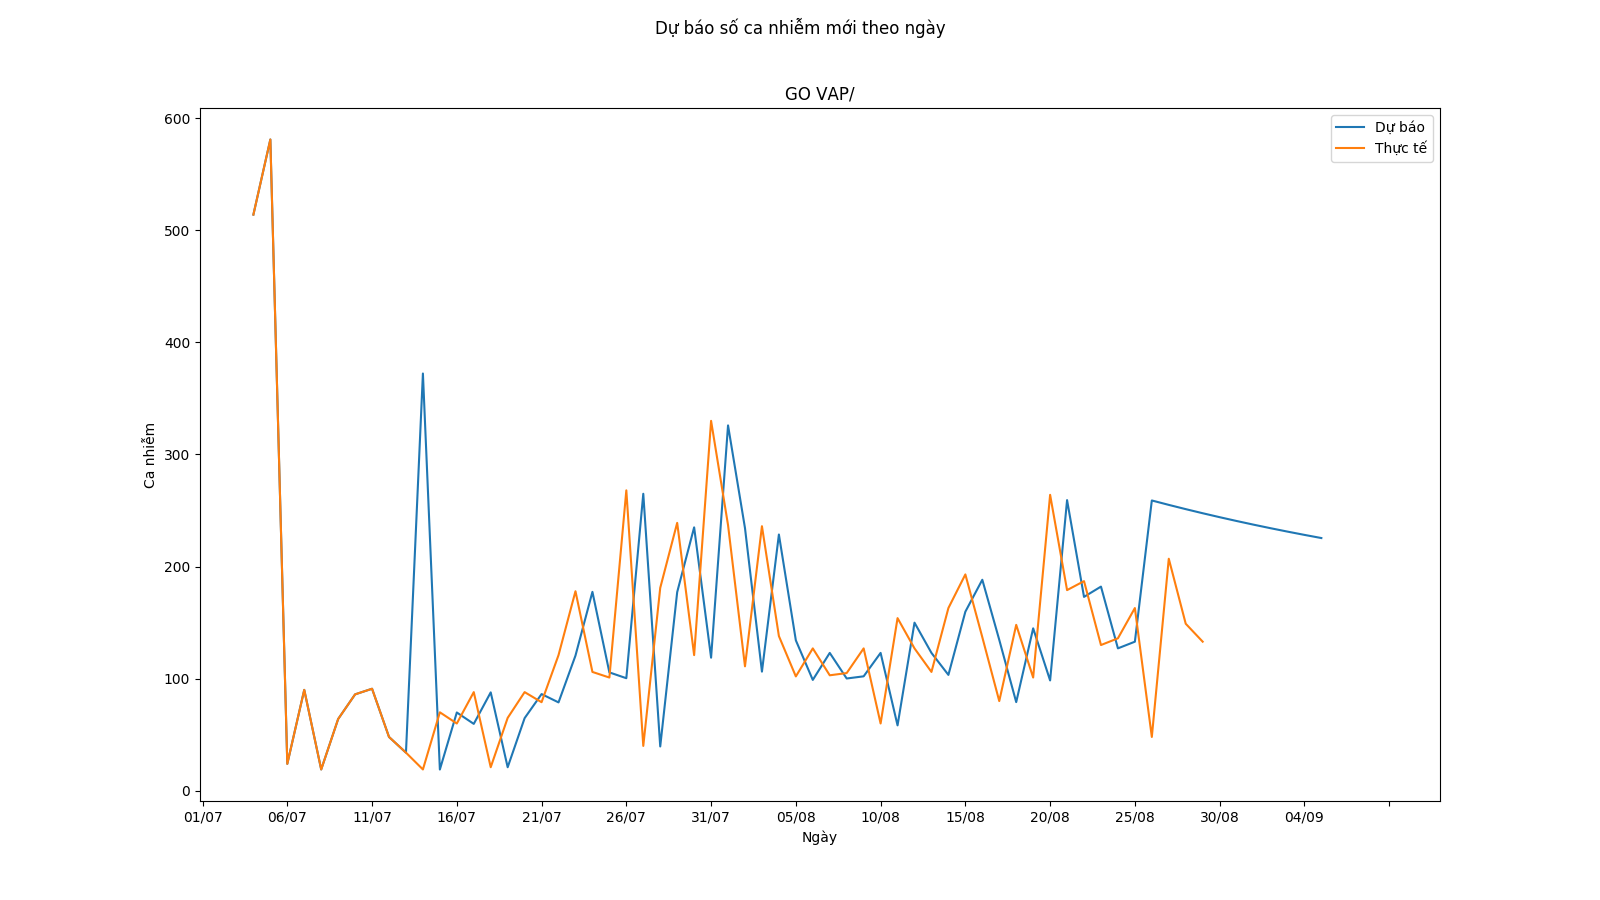 Dự báo số ca nhiễm mới theo ngày
GO VAP/
Dự báo
Thực tế
600
500
400
300
200
100
0
Ca nhiễm
01/07 06/07 11/07 16/07 21/07 26/07 31/07 05/08 10/08 15/08 20/08 25/08 30/08 04/09
Ngày